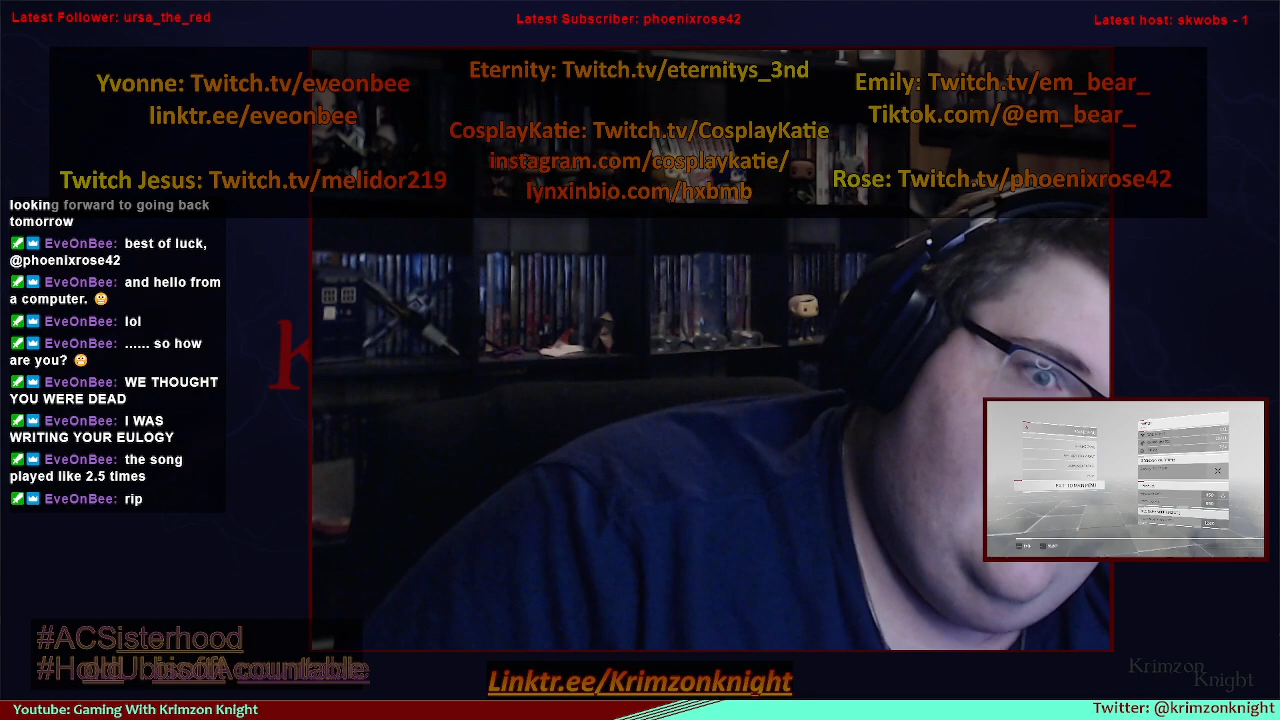 Latest Follower: ursa_the_red
Latest Subscriber: phoenixrose42
Latest host: skwobs - 1
Yvonne: Twitch.tv/eveonbee
linktr.ee/eveonbee
Eternity: Twitch.tv/eternitys_3nd
Emily: Twitch.tv/em_bear_
Tiktok.com/@em_bear_
CosplayKatie: Twitch.tv/CosplayKatie
instagram.com/cosplaykatie/
lynxinbio.com/hxbmb
Twitch Jesus: Twitch.tv/melidor219
Rose: Twitch.tv/phoenixrose42
looking forward to going back
tomorrow
EveOnBee: best of luck,
@phoenixrose42
EveOnBee: and hello from
a computer.
EveOnBee: lol
EveOnBee: ...... so how
are you?
EveOnBee: WE THOUGHT
YOU WERE DEAD
EveOnBee: I WAS
WRITING YOUR EULOGY
EveOnBee: the song
played like 2.5 times
EveOnBee: rip
#ACSisterhood
#HoldUbisoftAccountable
Linktr.ee/Krimzonknight
Krimzon
Knight
Youtube: Gaming With Krimzon Knight
Twitter: @krimzonknight